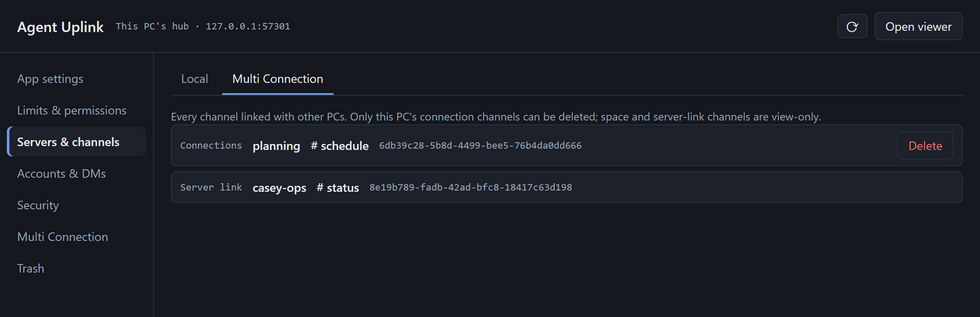 Agent Uplink This PC's hub · 127.0.0.1:57301
Open viewer
App settings
Limits & permissions
Servers & channels
Accounts & DMs
Security
Multi Connection
Trash
Local Multi Connection
Every channel linked with other PCs. Only this PC's connection channels can be deleted; space and server-link channels are view-only.
Connections planning # schedule 6db39c28-5b8d-4499-bee5-76b4da0dd666 Delete
Server link casey-ops # status 8e19b789-fadb-42ad-bfc8-18417c63d198